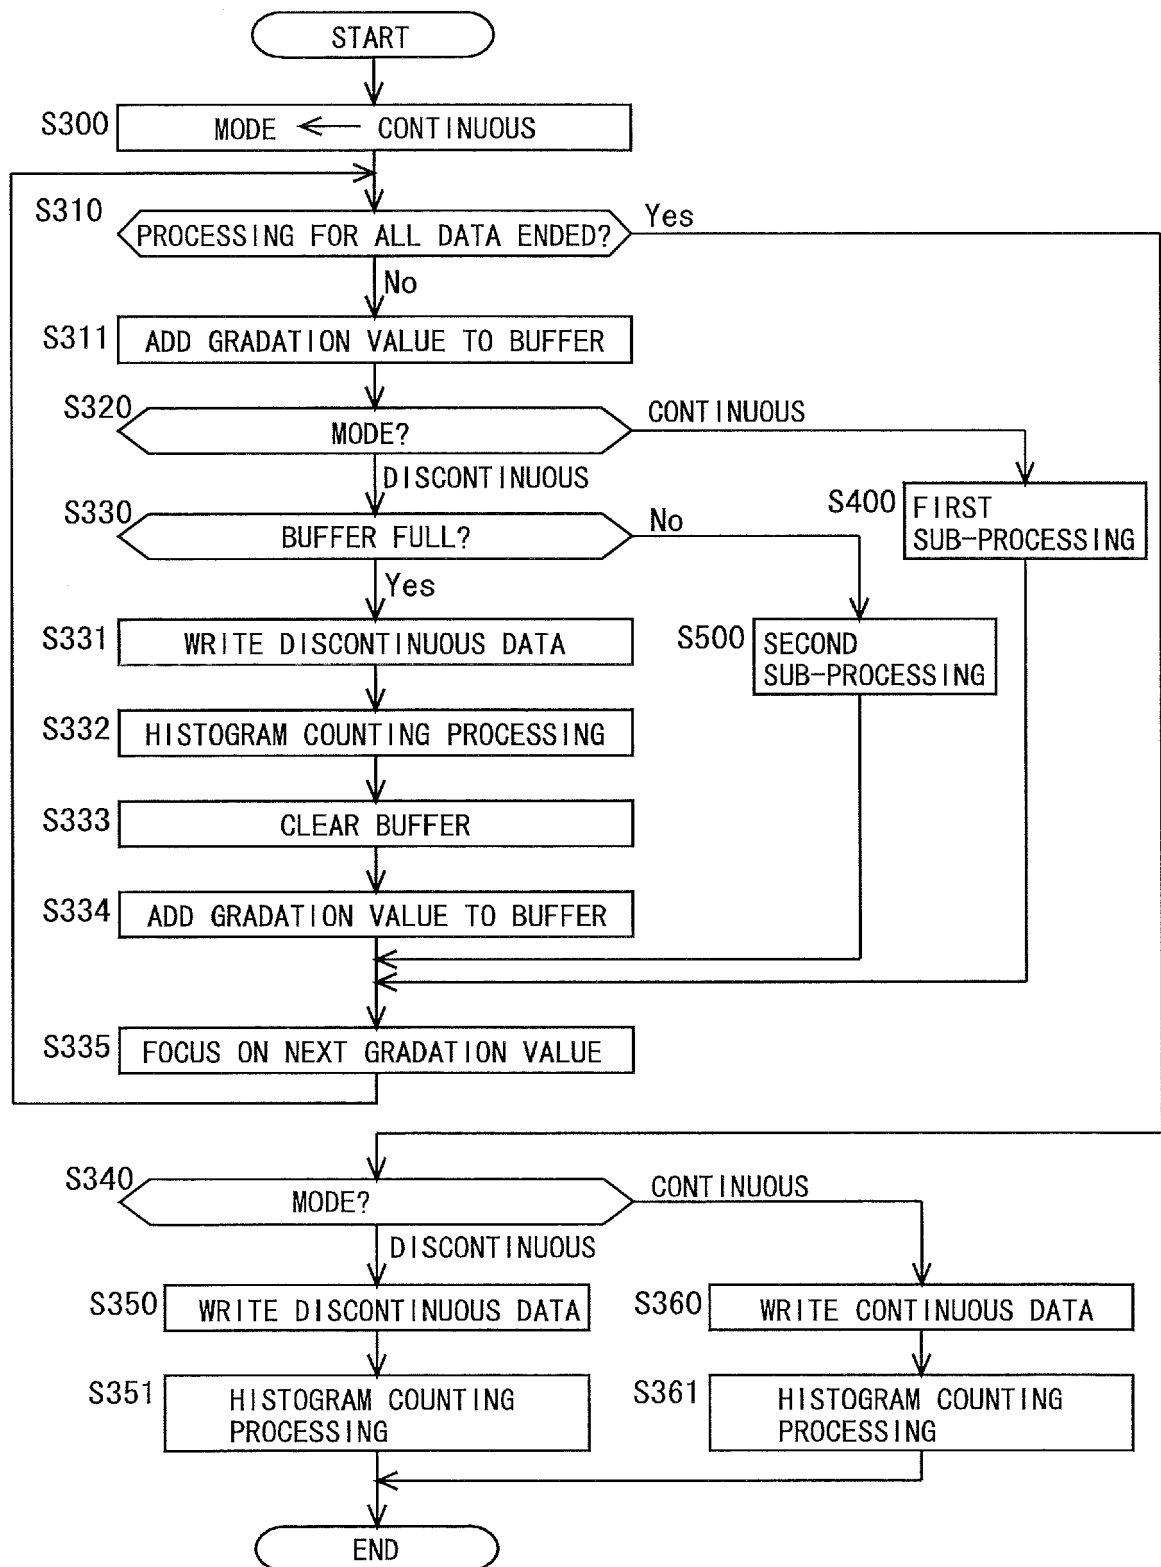 START
S300
MODE ← CONTINUOUS
S310
PROCESSING FOR ALL DATA ENDED?
Yes
No
S311
ADD GRADATION VALUE TO BUFFER
S320
MODE?
CONTINUOUS
DISCONTINUOUS
S330
BUFFER FULL?
No
S400
FIRST
SUB-PROCESSING
Yes
S331
WRITE DISCONTINUOUS DATA
S500
SECOND
SUB-PROCESSING
S332
HISTOGRAM COUNTING PROCESSING
S333
CLEAR BUFFER
S334
ADD GRADATION VALUE TO BUFFER
S335
FOCUS ON NEXT GRADATION VALUE
S340
MODE?
CONTINUOUS
DISCONTINUOUS
S350
WRITE DISCONTINUOUS DATA
S360
WRITE CONTINUOUS DATA
S351
HISTOGRAM COUNTING
PROCESSING
S361
HISTOGRAM COUNTING
PROCESSING
END